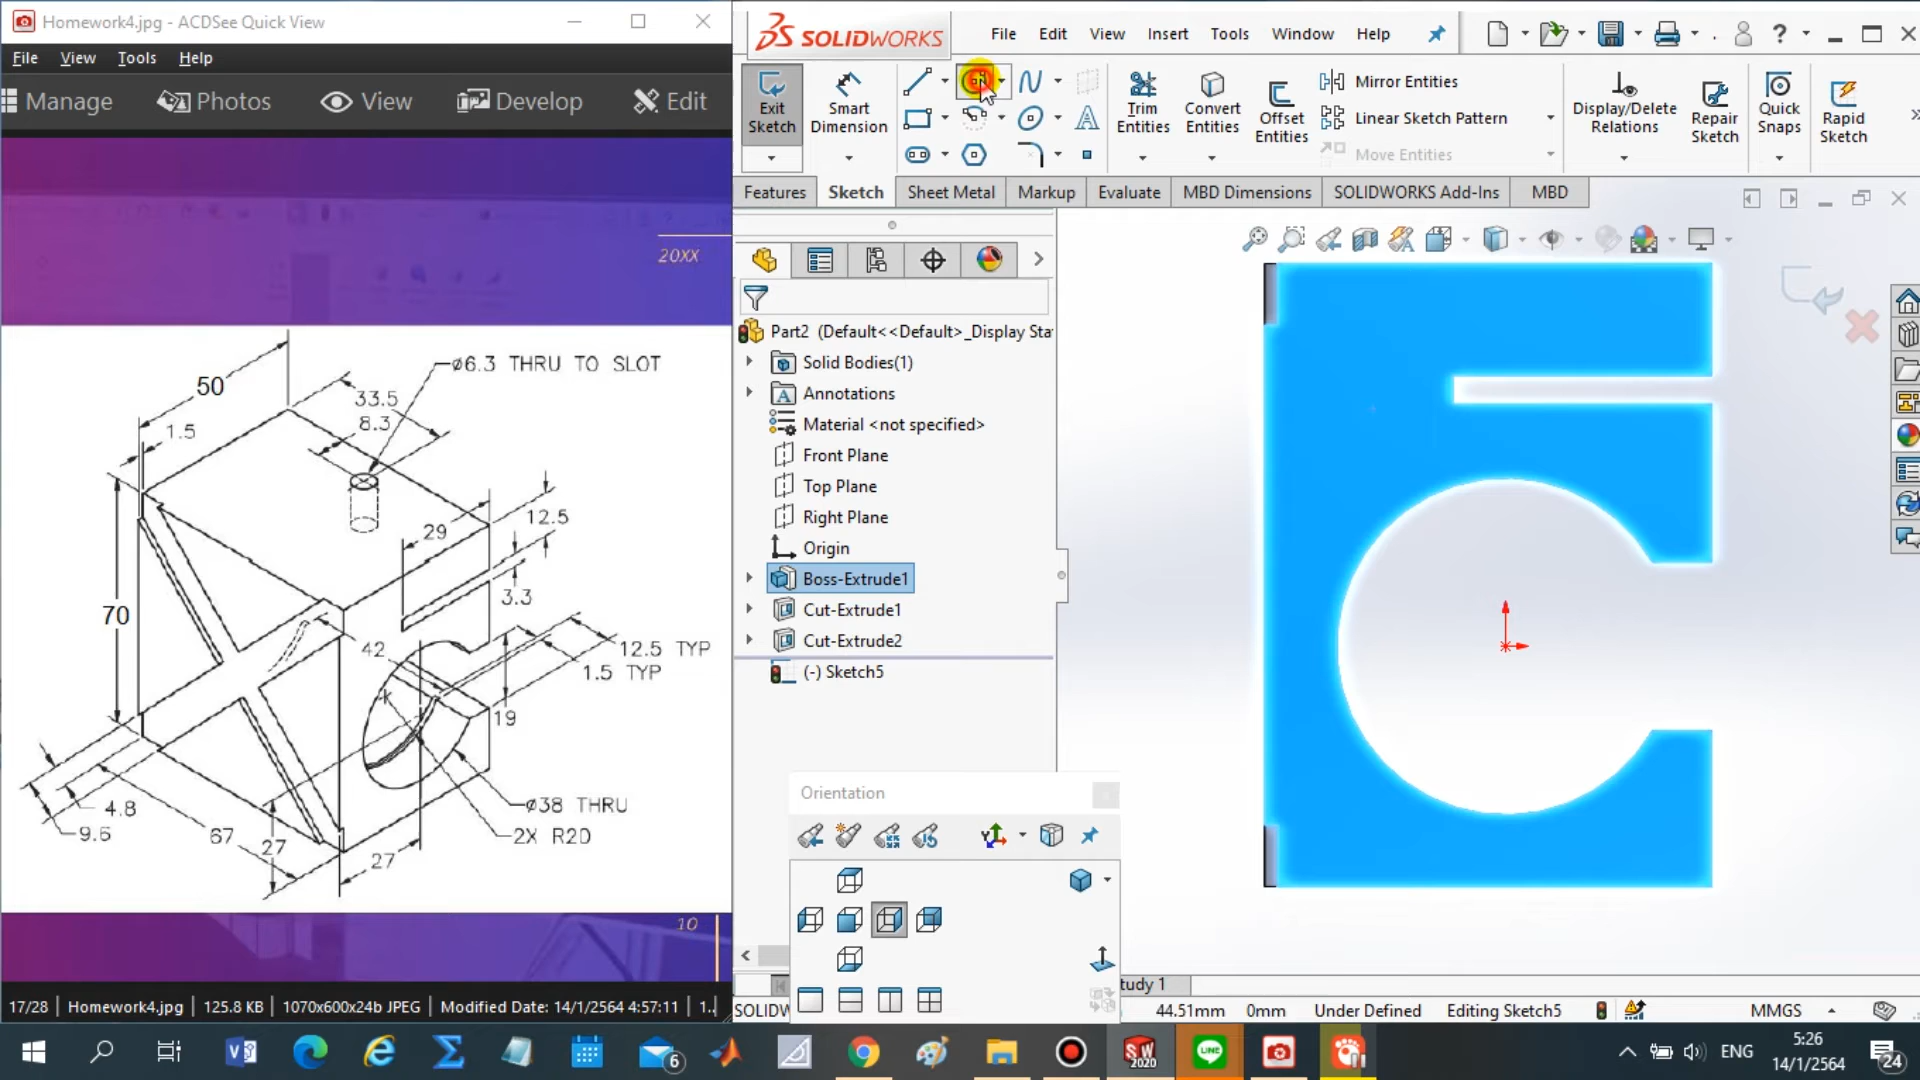 Homework4.jpg - ACDSee Quick View
File View Tools Help
Manage Photos View Develop Edit
20XX
50
1.5
33.5
8.3
ø6.3 THRU TO SLOT
29
12.5
3.3
70
42
12.5 TYP
1.5 TYP
19
4.8
9.6
67
27
27
ø38 THRU
2X R20
10
17/28 Homework4.jpg 125.8 KB 1070x600x24b JPEG Modified Date: 14/1/2564 4:57:11 1..
SOLIDWORKS File Edit View Insert Tools Window Help
Exit Sketch
Smart Dimension
Trim Entities
Convert Entities
Offset Entities
Mirror Entities
Linear Sketch Pattern
Move Entities
Display/Delete Relations
Repair Sketch
Quick Snaps
Rapid Sketch
Features Sketch Sheet Metal Markup Evaluate MBD Dimensions SOLIDWORKS Add-Ins MBD
Part2 (Default<<Default>_Display Sta
Solid Bodies(1)
Annotations
Material <not specified>
Front Plane
Top Plane
Right Plane
Origin
Boss-Extrude1
Cut-Extrude1
Cut-Extrude2
(-) Sketch5
Orientation
tudy 1
SOLIDW 44.51mm 0mm Under Defined Editing Sketch5 MMGS
6
SW 2020
LINE
ENG
5:26
14/1/2564
24